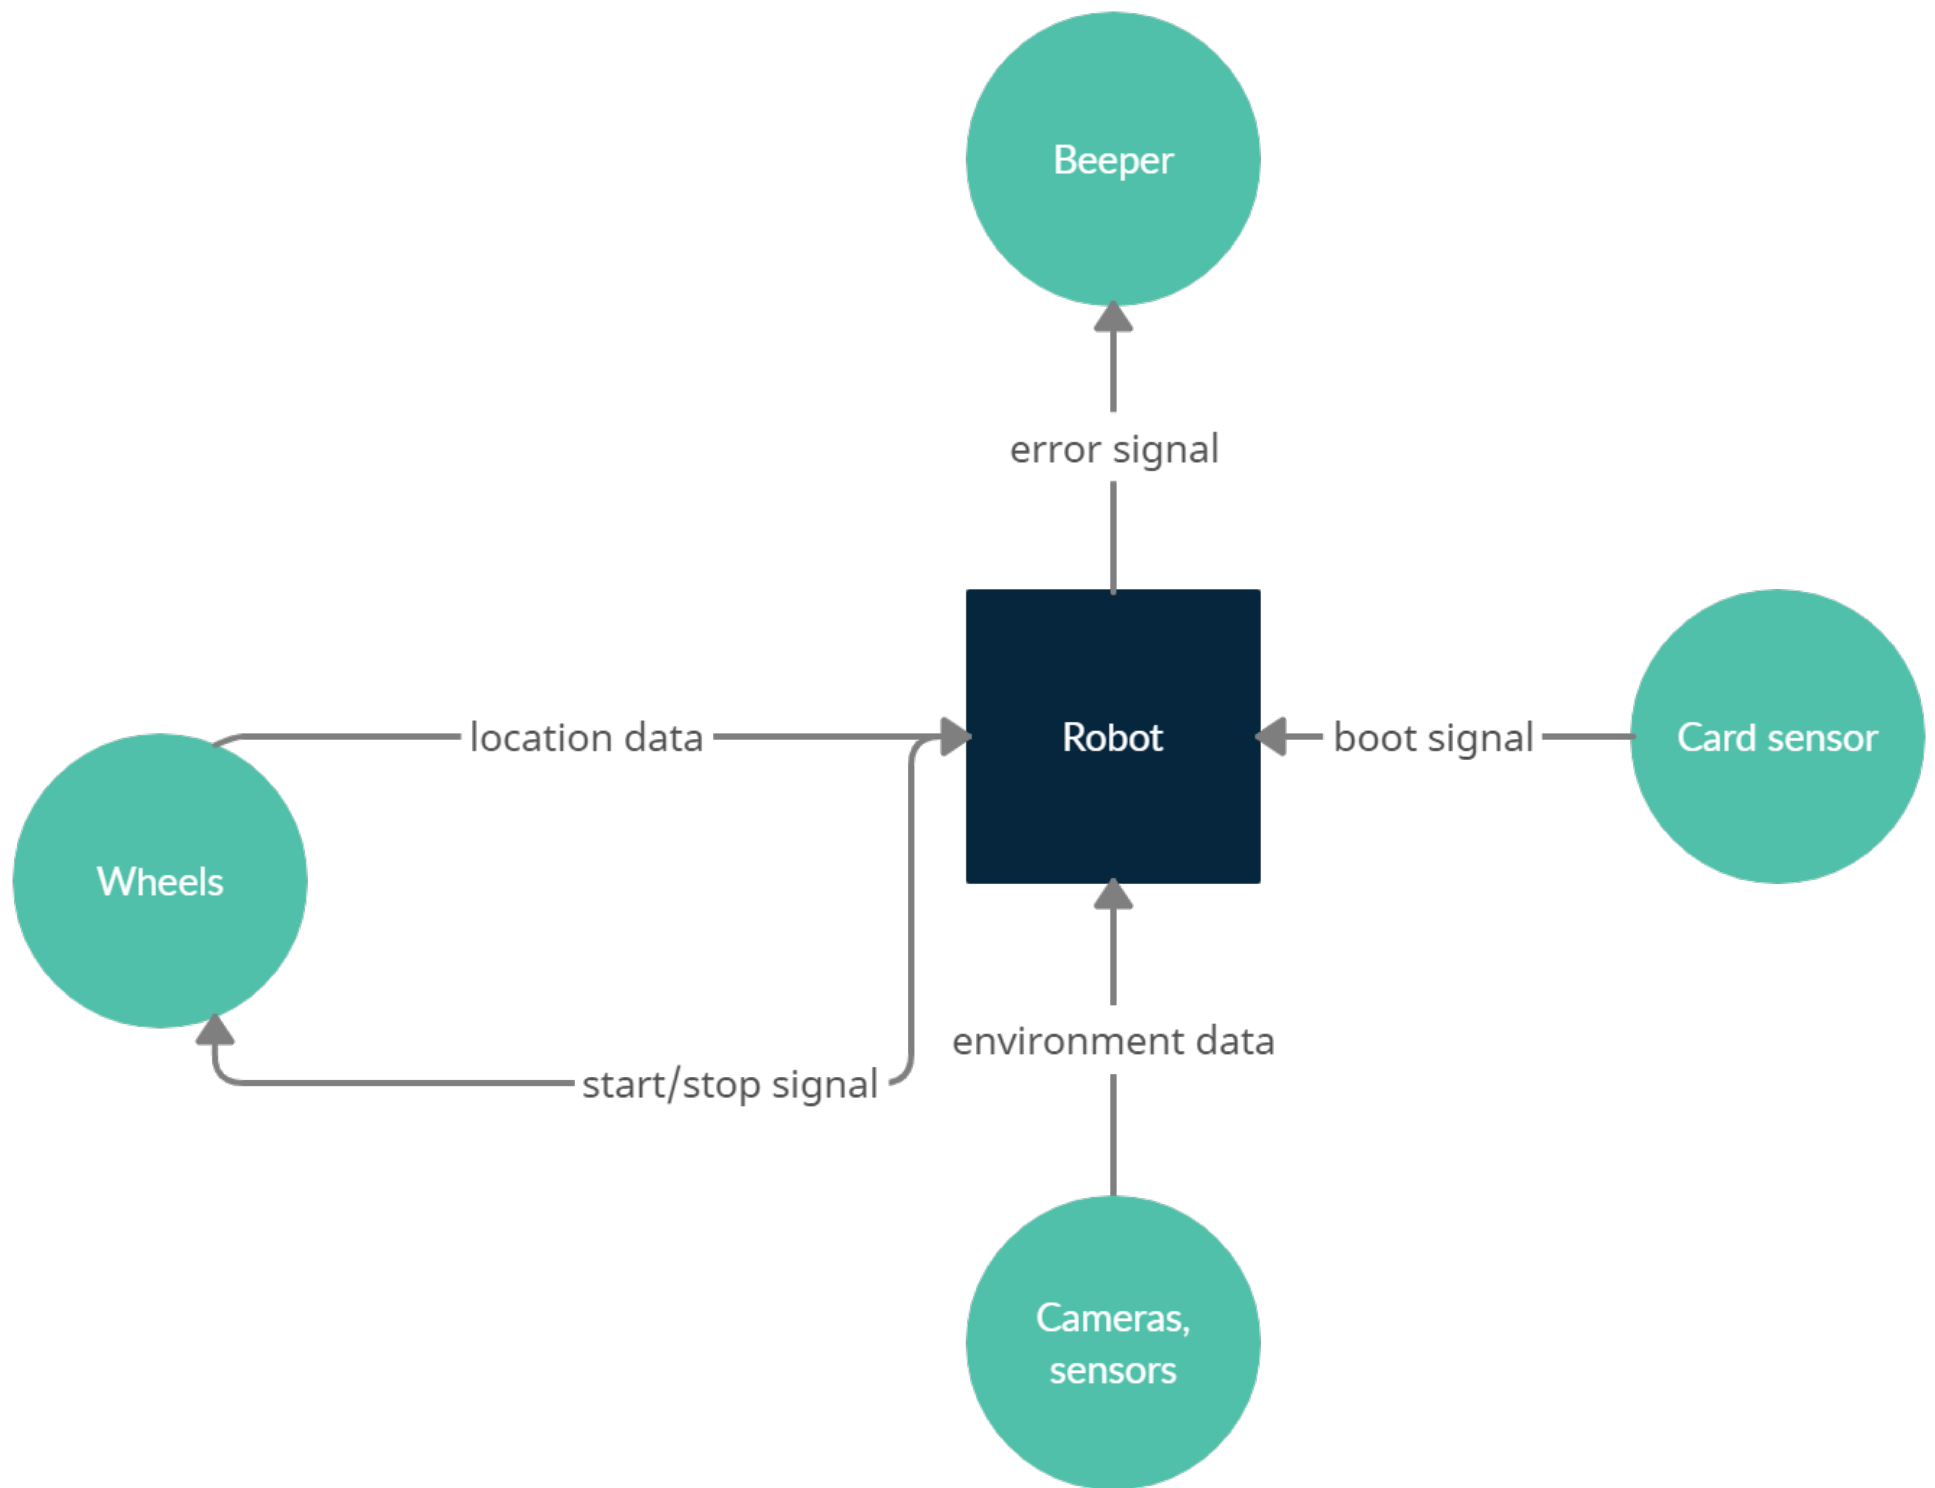 Beeper
error signal
location data
Robot
boot signal
Card sensor
Wheels
environment data
start/stop signal
Cameras,
sensors